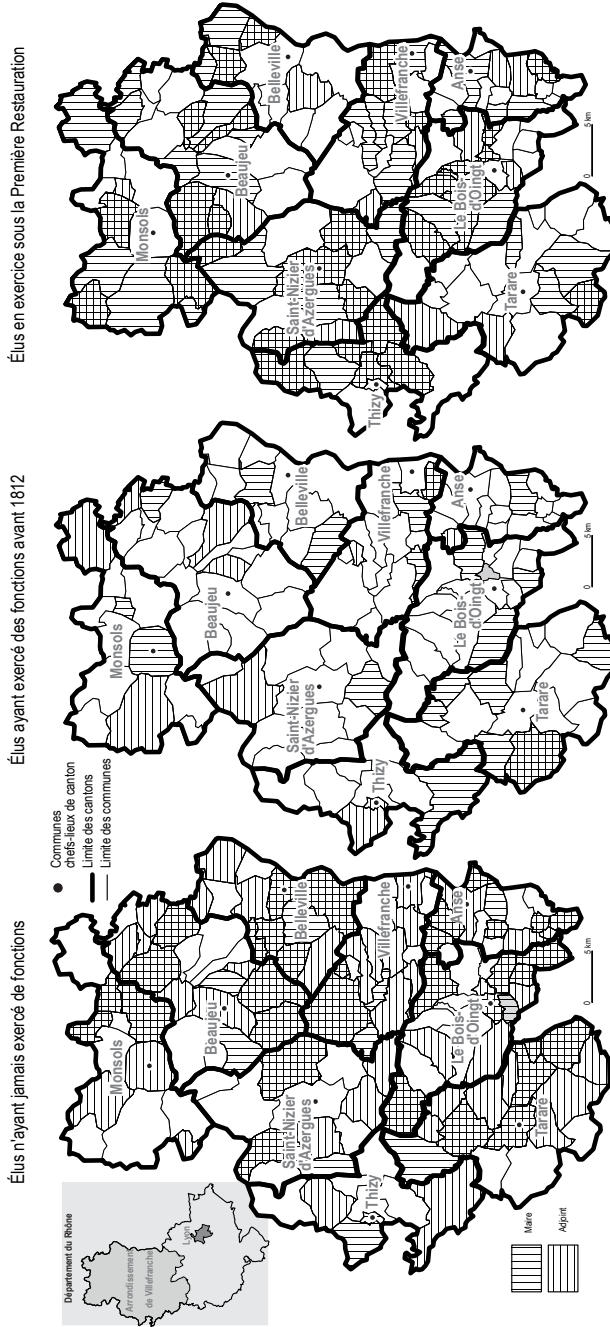 Élus n'ayant jamais exercé de fonctions
Élus ayant exercé des fonctions avant 1812
Élus en exercice sous la Première Restauration
Département du Rhône
Arrondissement
de Villefranche
Lyon
Communes
chefs-lieux de canton
Limite des cantons
Limite des communes
Monsols
Beaujeu
Belleville
Saint-Nizier
d'Azergues
Villefranche
Thizy
Le Bois-
d'Oingt
Anse
Tarare
0
5 km
Maire
Adjoint
Monsols
Beaujeu
Belleville
Saint-Nizier
d'Azergues
Villefranche
Thizy
Le Bois-
d'Oingt
Anse
Tarare
0
5 km
Monsols
Beaujeu
Belleville
Saint-Nizier
d'Azergues
Villefranche
Thizy
Le Bois-
d'Oingt
Anse
Tarare
0
5 km